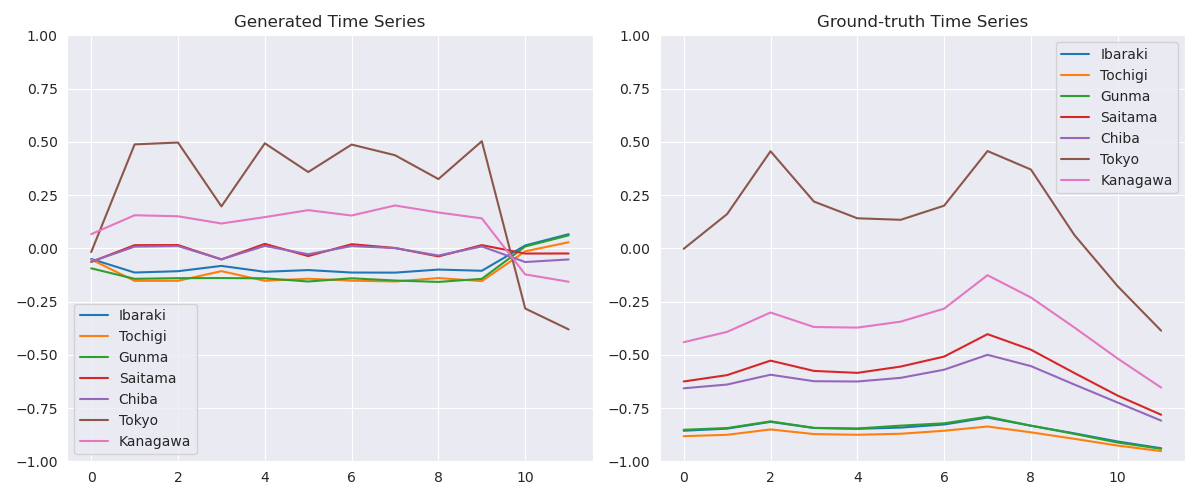 Generated Time Series
1.00
0.75
0.50
0.25
0.00
−0.25
−0.50
−0.75
−1.00
0 2 4 6 8 10
Ibaraki
Tochigi
Gunma
Saitama
Chiba
Tokyo
Kanagawa
Ground-truth Time Series
1.00
0.75
0.50
0.25
0.00
−0.25
−0.50
−0.75
−1.00
0 2 4 6 8 10
Ibaraki
Tochigi
Gunma
Saitama
Chiba
Tokyo
Kanagawa